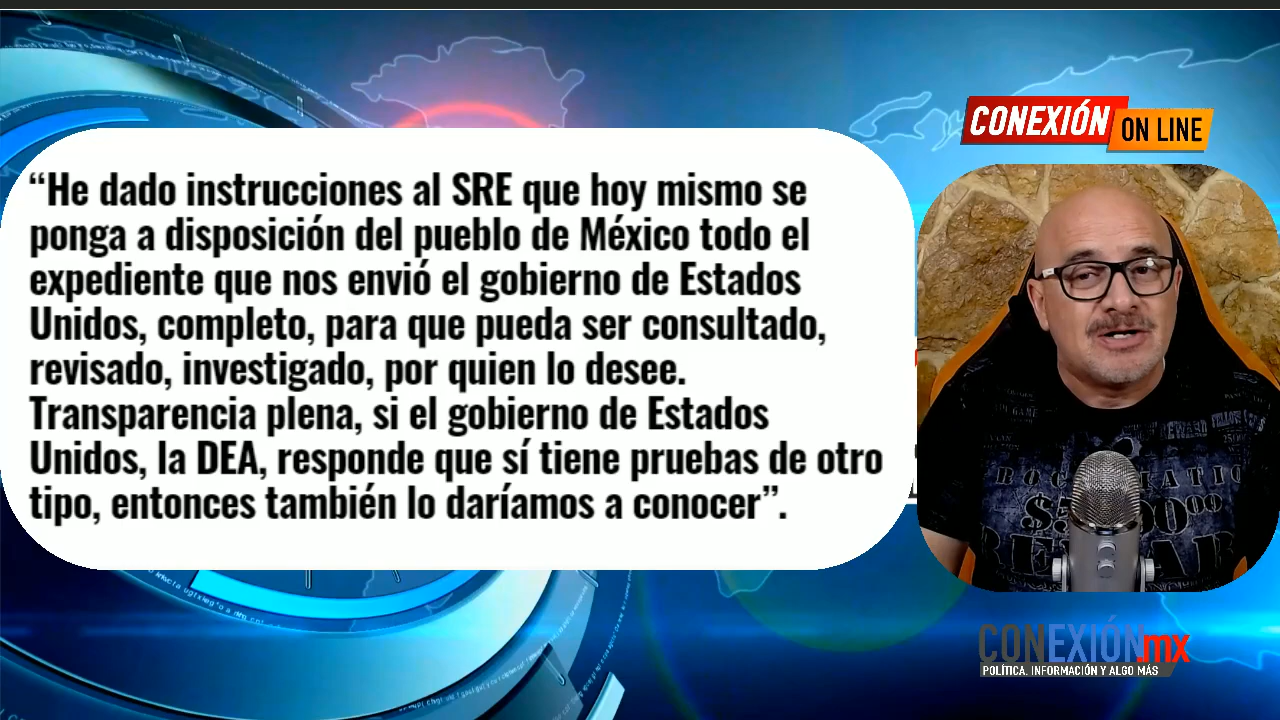 “He dado instrucciones al SRE que hoy mismo se
ponga a disposición del pueblo de México todo el
expediente que nos envió el gobierno de Estados
Unidos, completo, para que pueda ser consultado,
revisado, investigado, por quien lo desee.
Transparencia plena, si el gobierno de Estados
Unidos, la DEA, responde que sí tiene pruebas de otro
tipo, entonces también lo daríamos a conocer”.
CONEXIÓN
ON LINE
CONEXIÓN.mx
POLÍTICA, INFORMACIÓN Y ALGO MÁS